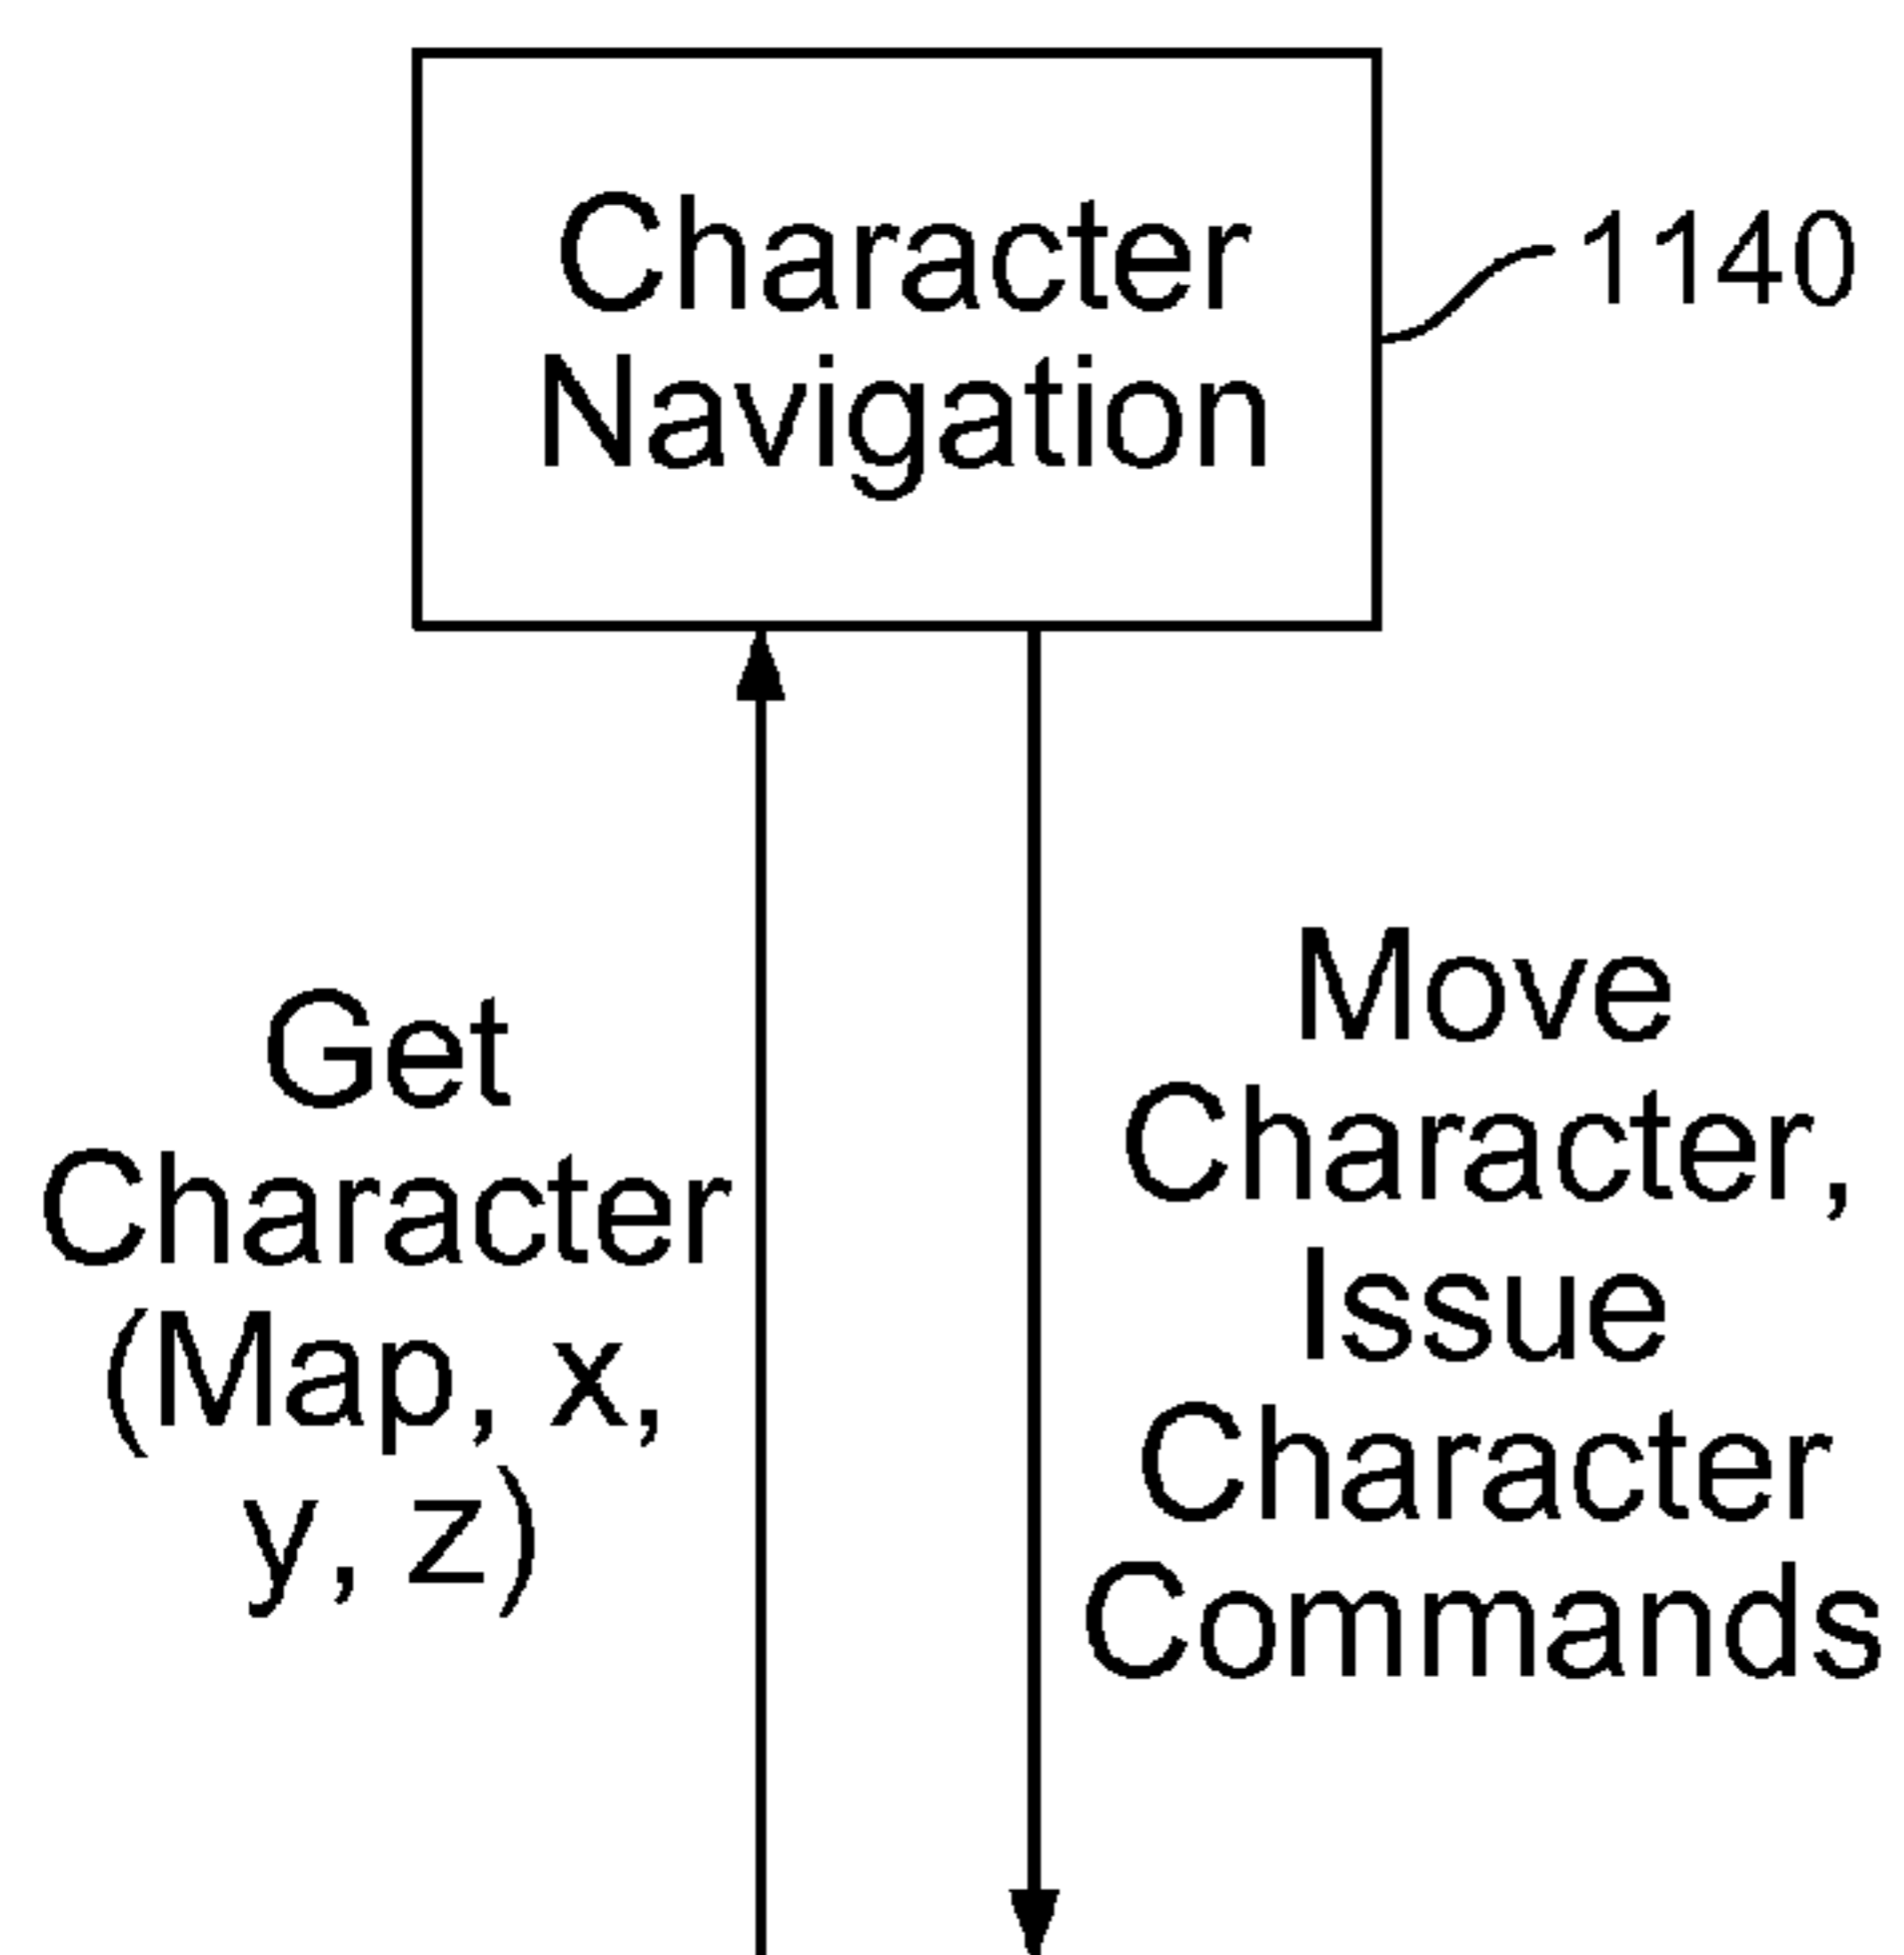 Character
Navigation
1140
Get
Character
(Map, x,
y, z)
Move
Character,
Issue
Character
Commands